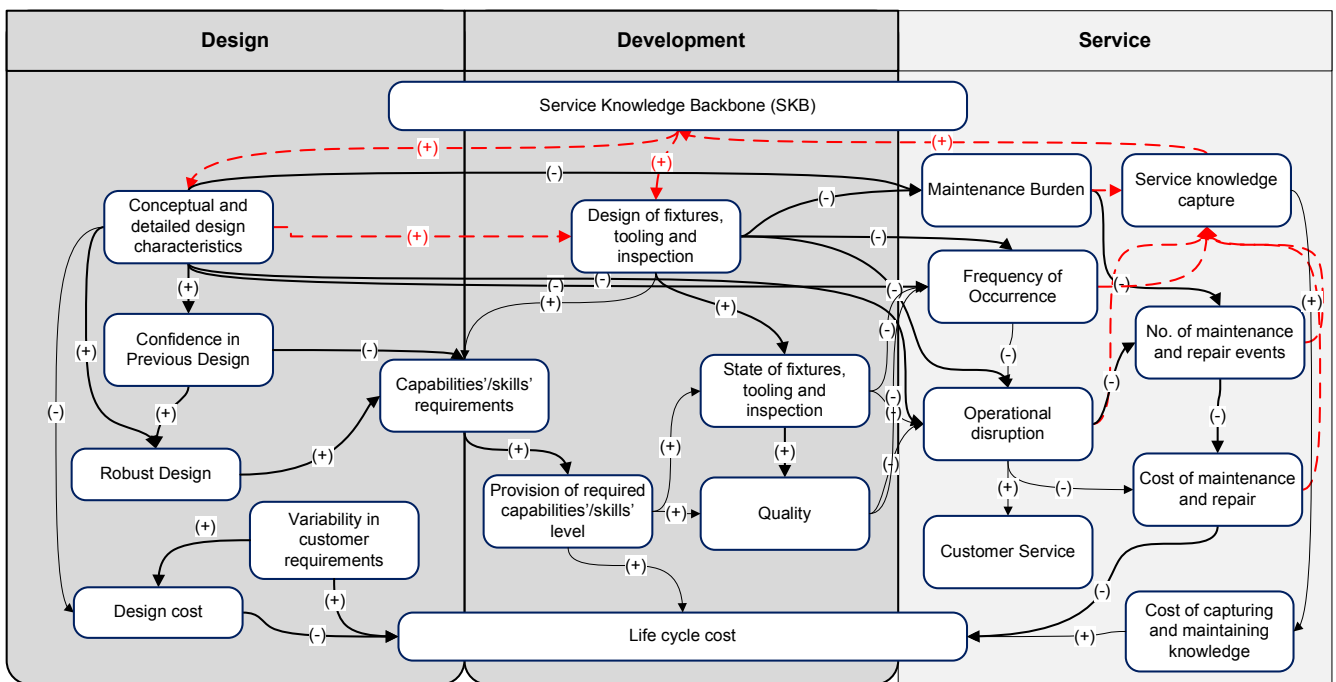 Design
Development
Service
Service Knowledge Backbone (SKB)
(+)
(+)
(+)
(-)
(-)
Maintenance Burden
Service knowledge
capture
Conceptual and
detailed design
characteristics
(+)
Design of fixtures,
tooling and
inspection
(-)
Frequency of
Occurrence
(-)
(-)
(-)
(-)
(+)
(+)
(+)
(+)
Confidence in
Previous Design
(-)
(+)
(-)
(-)
No. of maintenance
and repair events
Capabilities'/skills'
requirements
State of fixtures,
tooling and
inspection
(-)
(-)
(-)
Operational
disruption
(-)
(+)
(-)
(+)
Robust Design
(+)
(+)
(+)
(+)
(-)
Cost of maintenance
and repair
Provision of required
capabilities'/skills'
level
(+)
Quality
(+)
(-)
Variability in
customer
requirements
(+)
Customer Service
(+)
(+)
(-)
Design cost
(-)
Life cycle cost
(+)
Cost of capturing
and maintaining
knowledge